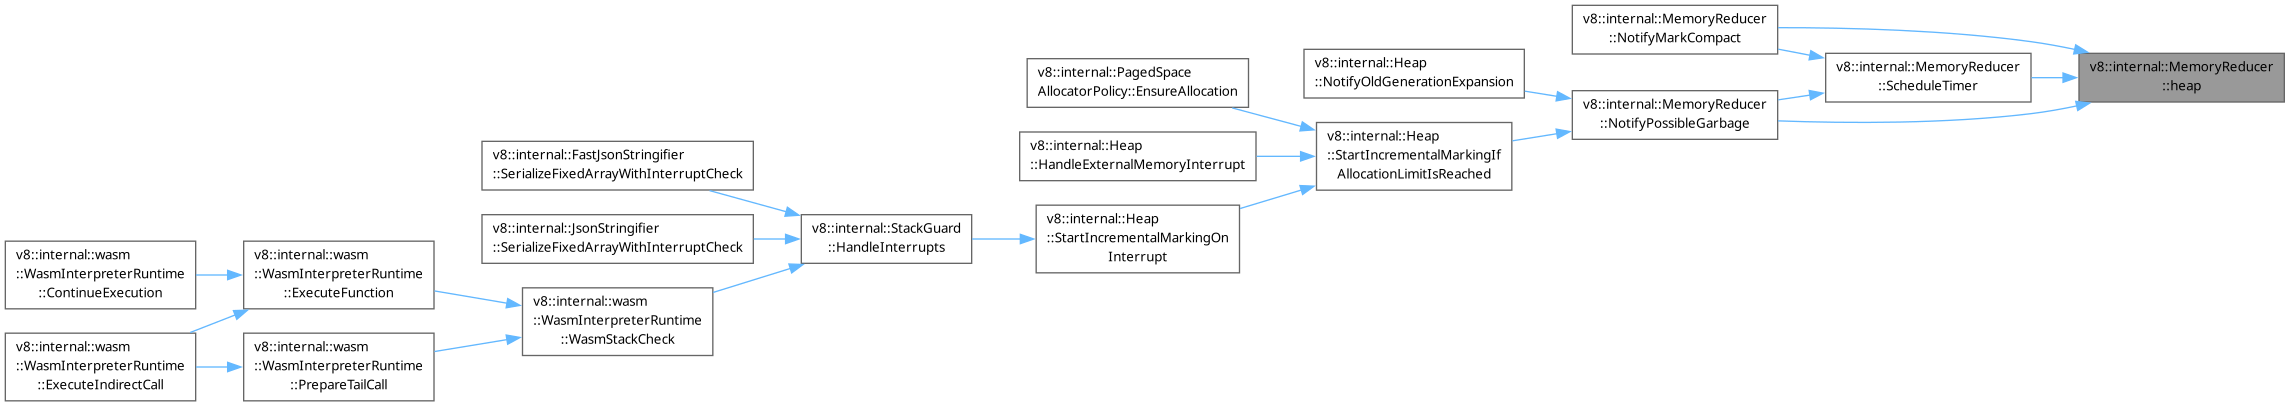 v8::internal::MemoryReducer
::NotifyMarkCompact
v8::internal::MemoryReducer
::ScheduleTimer
v8::internal::MemoryReducer
::heap
v8::internal::Heap
::NotifyOldGenerationExpansion
v8::internal::MemoryReducer
::NotifyPossibleGarbage
v8::internal::PagedSpace
AllocatorPolicy::EnsureAllocation
v8::internal::Heap
::HandleExternalMemoryInterrupt
v8::internal::Heap
::StartIncrementalMarkingIf
AllocationLimitIsReached
v8::internal::Heap
::StartIncrementalMarkingOn
Interrupt
v8::internal::FastJsonStringifier
::SerializeFixedArrayWithInterruptCheck
v8::internal::JsonStringifier
::SerializeFixedArrayWithInterruptCheck
v8::internal::StackGuard
::HandleInterrupts
v8::internal::wasm
::WasmInterpreterRuntime
::WasmStackCheck
v8::internal::wasm
::WasmInterpreterRuntime
::ContinueExecution
v8::internal::wasm
::WasmInterpreterRuntime
::ExecuteFunction
v8::internal::wasm
::WasmInterpreterRuntime
::ExecuteIndirectCall
v8::internal::wasm
::WasmInterpreterRuntime
::PrepareTailCall